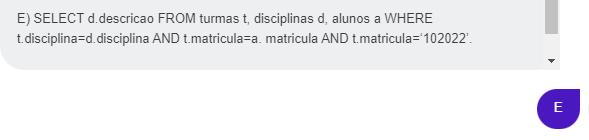 E) SELECT d.descricao FROM turmas t, disciplinas d, alunos a WHERE
t.disciplina=d.disciplina AND t.matricula=a. matricula AND t.matricula=‘102022’.
E